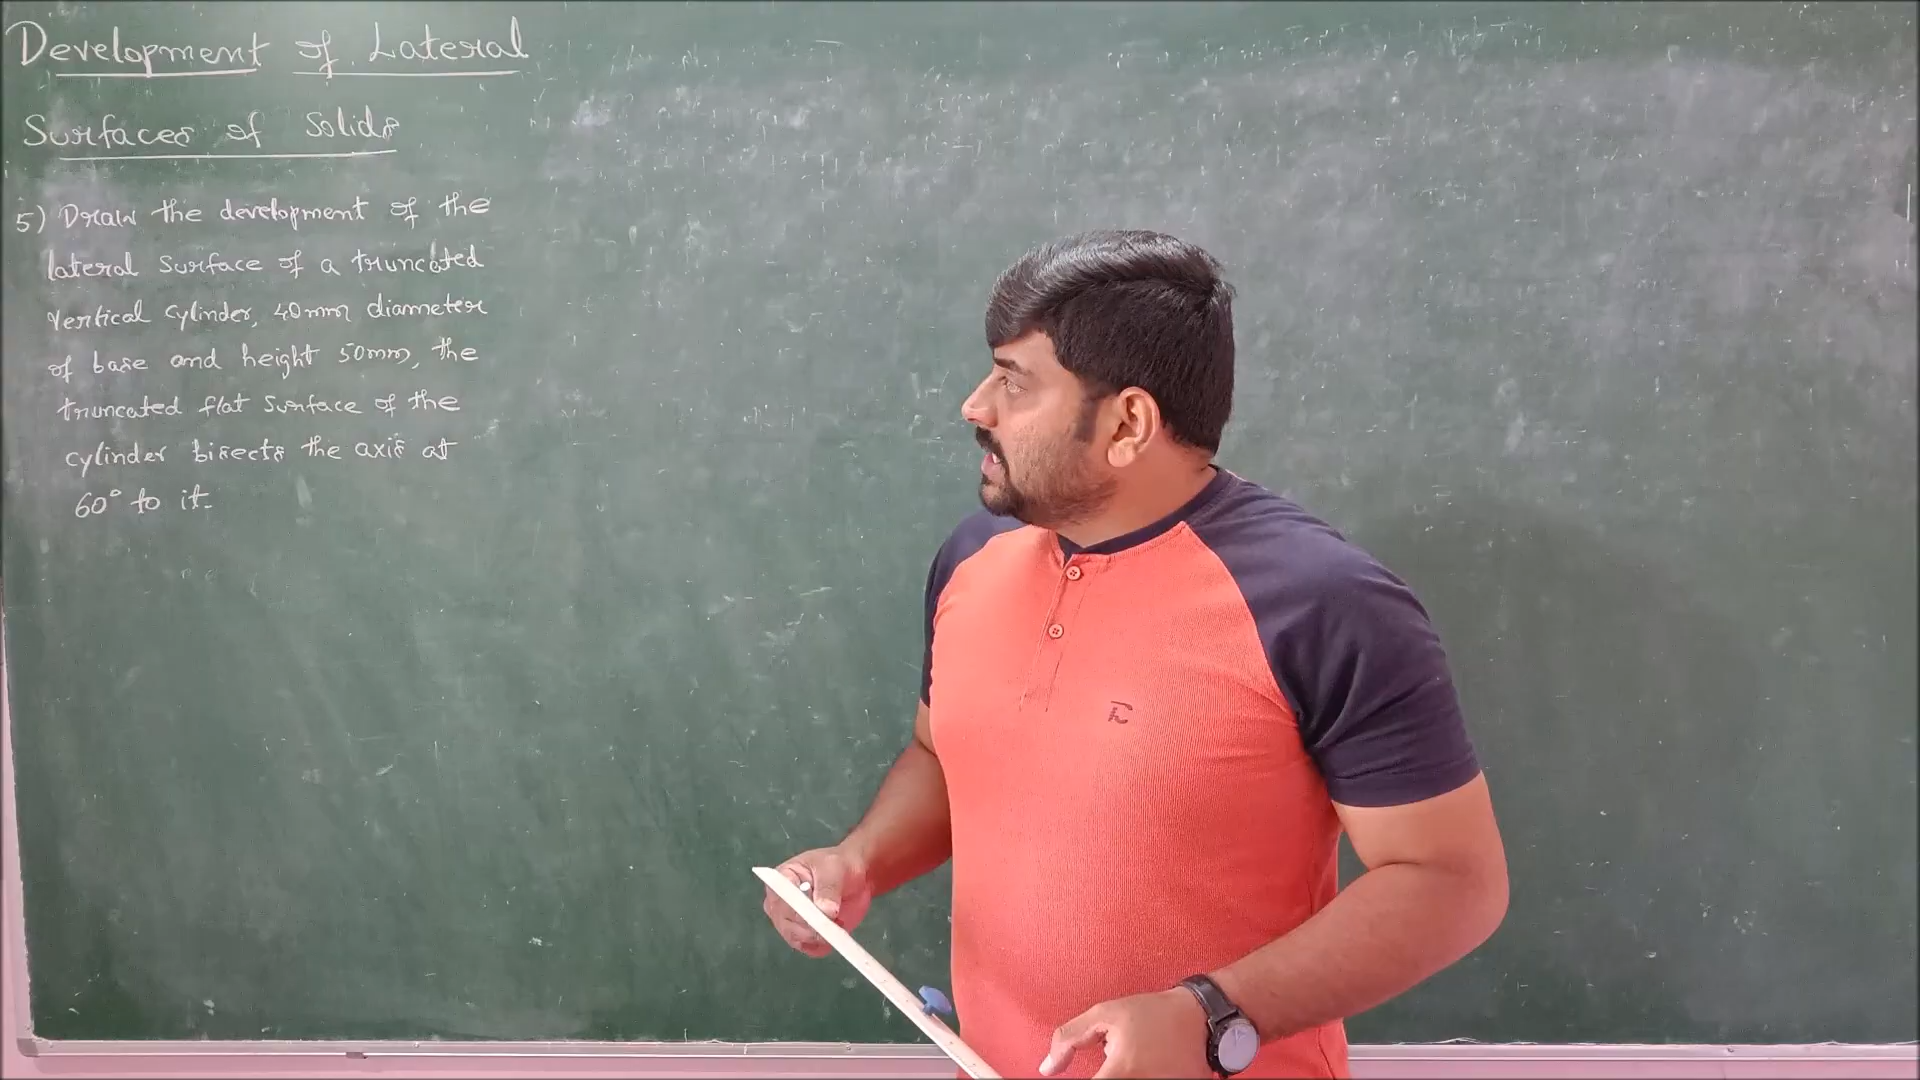 Development of Lateral
Surfaces of Solids
5) Draw the development of the
lateral surface of a truncated
vertical cylinder, 40mm diameter
of base and height 50mm, the
truncated flat surface of the
cylinder bisects the axis at
60° to it.